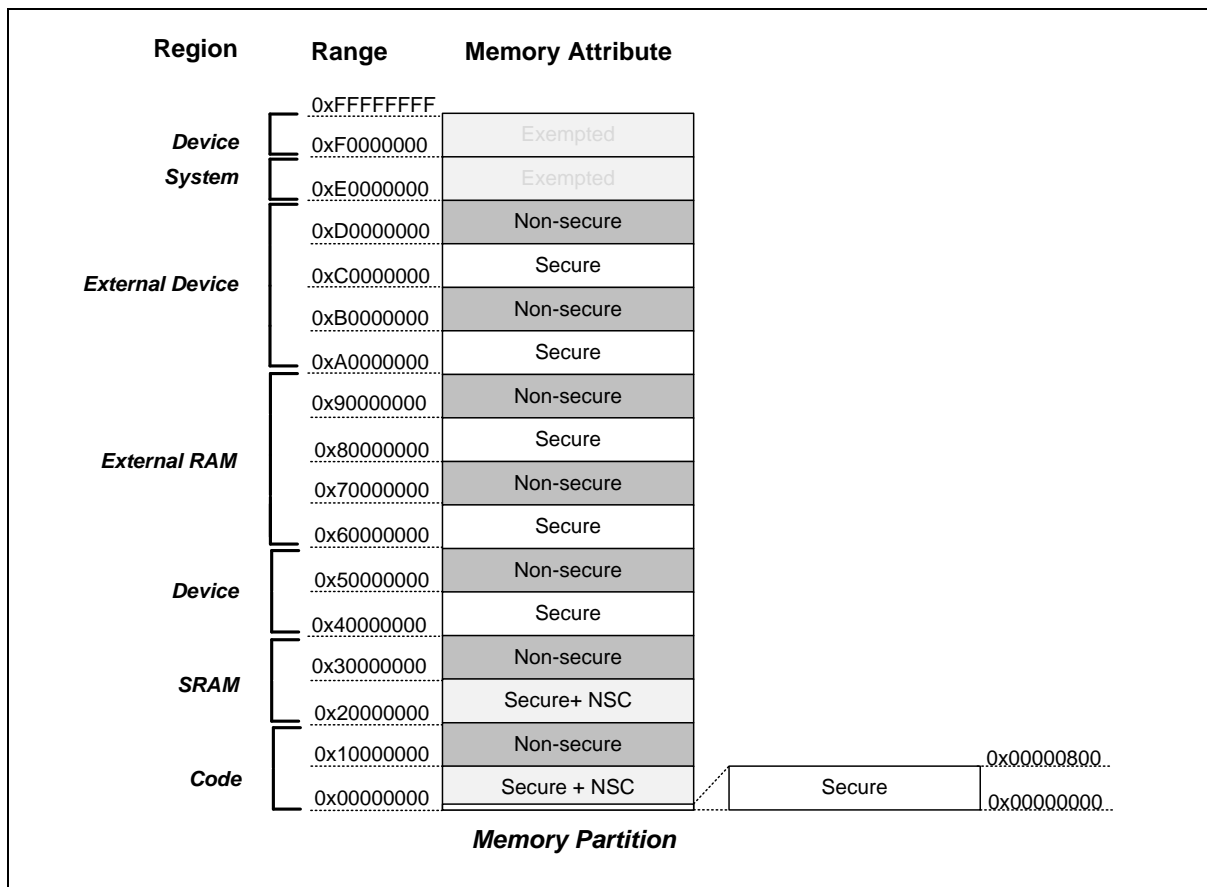 Region Range Memory Attribute
0xFFFFFFFF
Device 0xF0000000 Exempted
System 0xE0000000 Exempted
0xD0000000 Non-secure
External Device 0xC0000000 Secure
0xB0000000 Non-secure
0xA0000000 Secure
0x90000000 Non-secure
External RAM 0x80000000 Secure
0x70000000 Non-secure
0x60000000 Secure
Device 0x50000000 Non-secure
0x40000000 Secure
0x30000000 Non-secure
SRAM 0x20000000 Secure+ NSC
0x10000000 Non-secure 0x00000800
Code 0x00000000 Secure + NSC Secure 0x00000000
Memory Partition